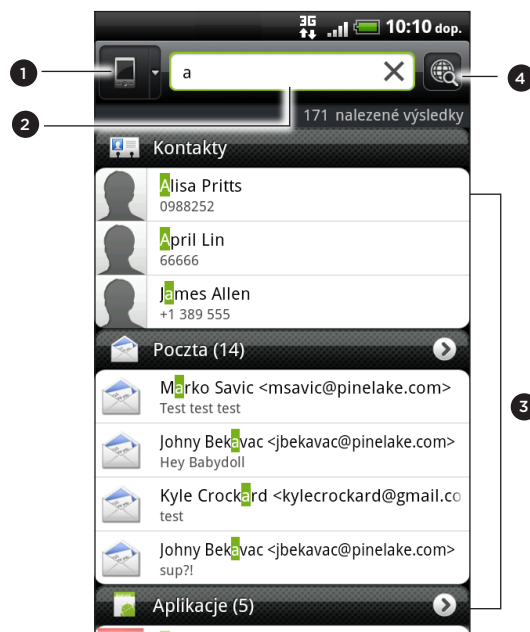 3G 10:10 dop.
1
a
4
2
171 nalezené výsledky
Kontakty
Alisa Pritts
0988252
April Lin
66666
James Allen
+1 389 555
Poczta (14)
Marko Savic <msavic@pinelake.com>
Test test test
3
Johny Bekavac <jbekavac@pinelake.com>
Hey Babydoll
Kyle Crockard <kylecrockard@gmail.co
test
Johny Bekavac <jbekavac@pinelake.com>
sup?!
Aplikacje (5)